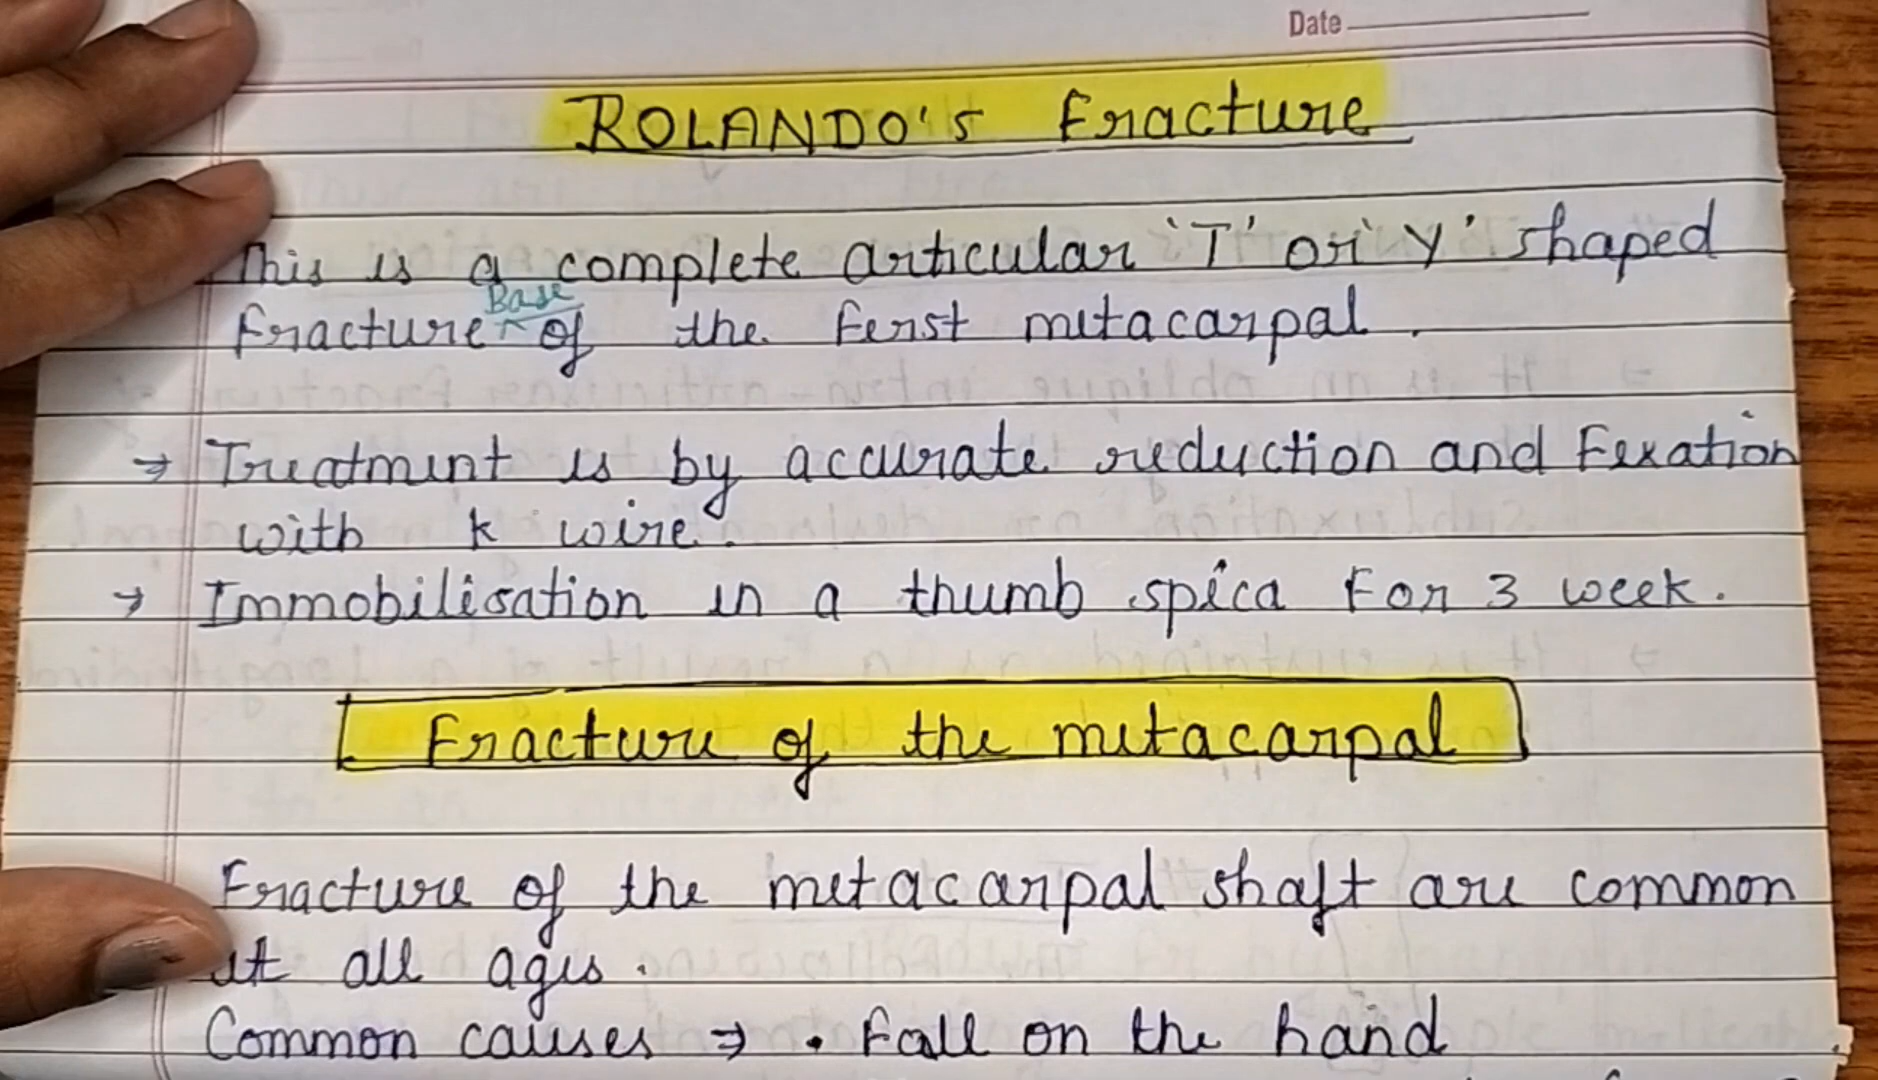 Date
ROLANDO'S Fracture
This is a complete articular 'T' or 'Y' shaped
Base
Fracture ^ of the first metacarpal.
→ Treatment is by accurate reduction and Fixation
with k wire.
→ Immobilisation in a thumb spica For 3 week.
Fracture of the metacarpal
Fracture of the metacarpal shaft are common
at all ages.
Common causes → • Fall on the hand